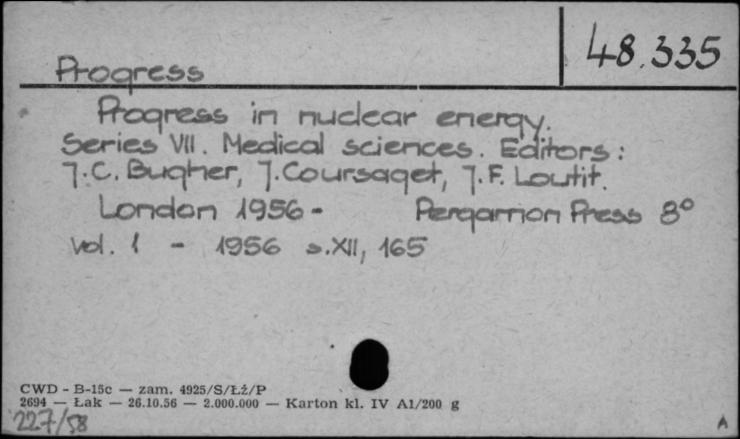 48.335
Progress
Progress in nuclear energy.
Series VII. Medical sciences. Editors:
J.C. Bugher, J.Coursaget, J.F. Loutit.
London 1956- Pergamon Press 8°
Vol. 1 - 1956 s.XII, 165
CWD - B-15c — zam. 4925/S/Łż/P
2694 — Łak — 26.10.56 — 2.000.000 — Karton kl. IV A1/200 g
227/58
A